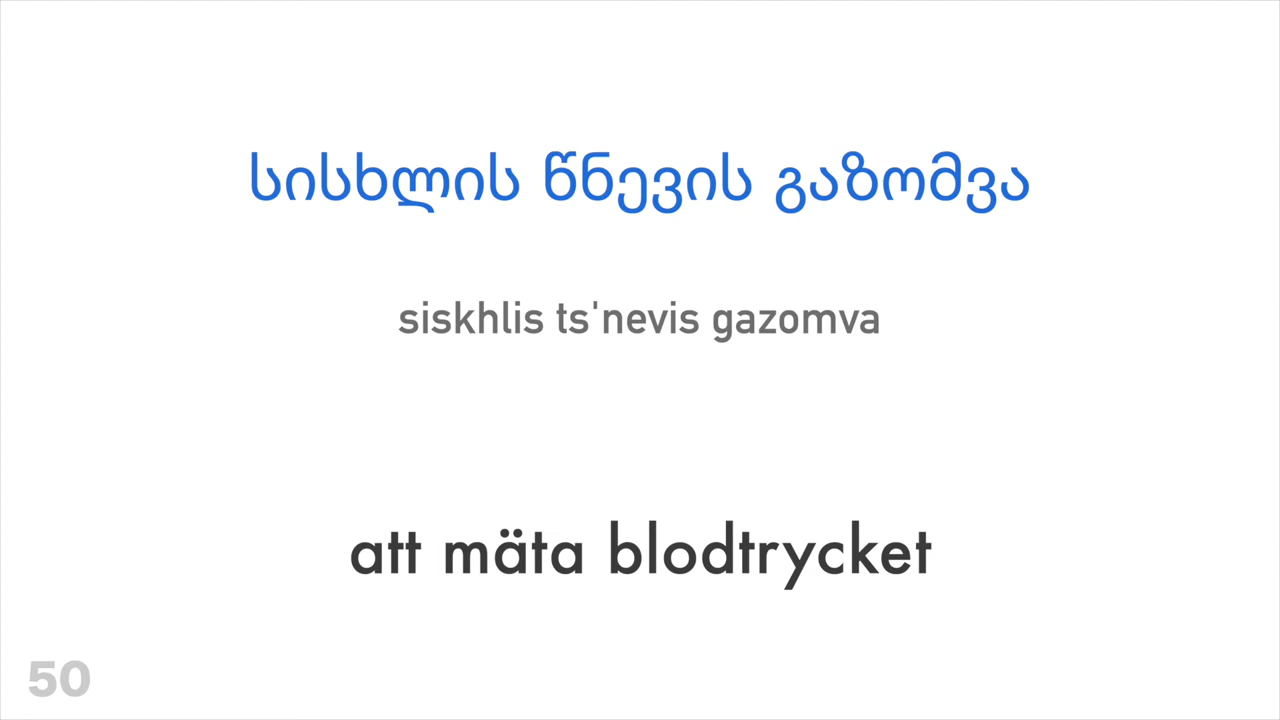 სისხლის წნევის გაზომვა
siskhlis ts'nevis gazomva
att mäta blodtrycket
50